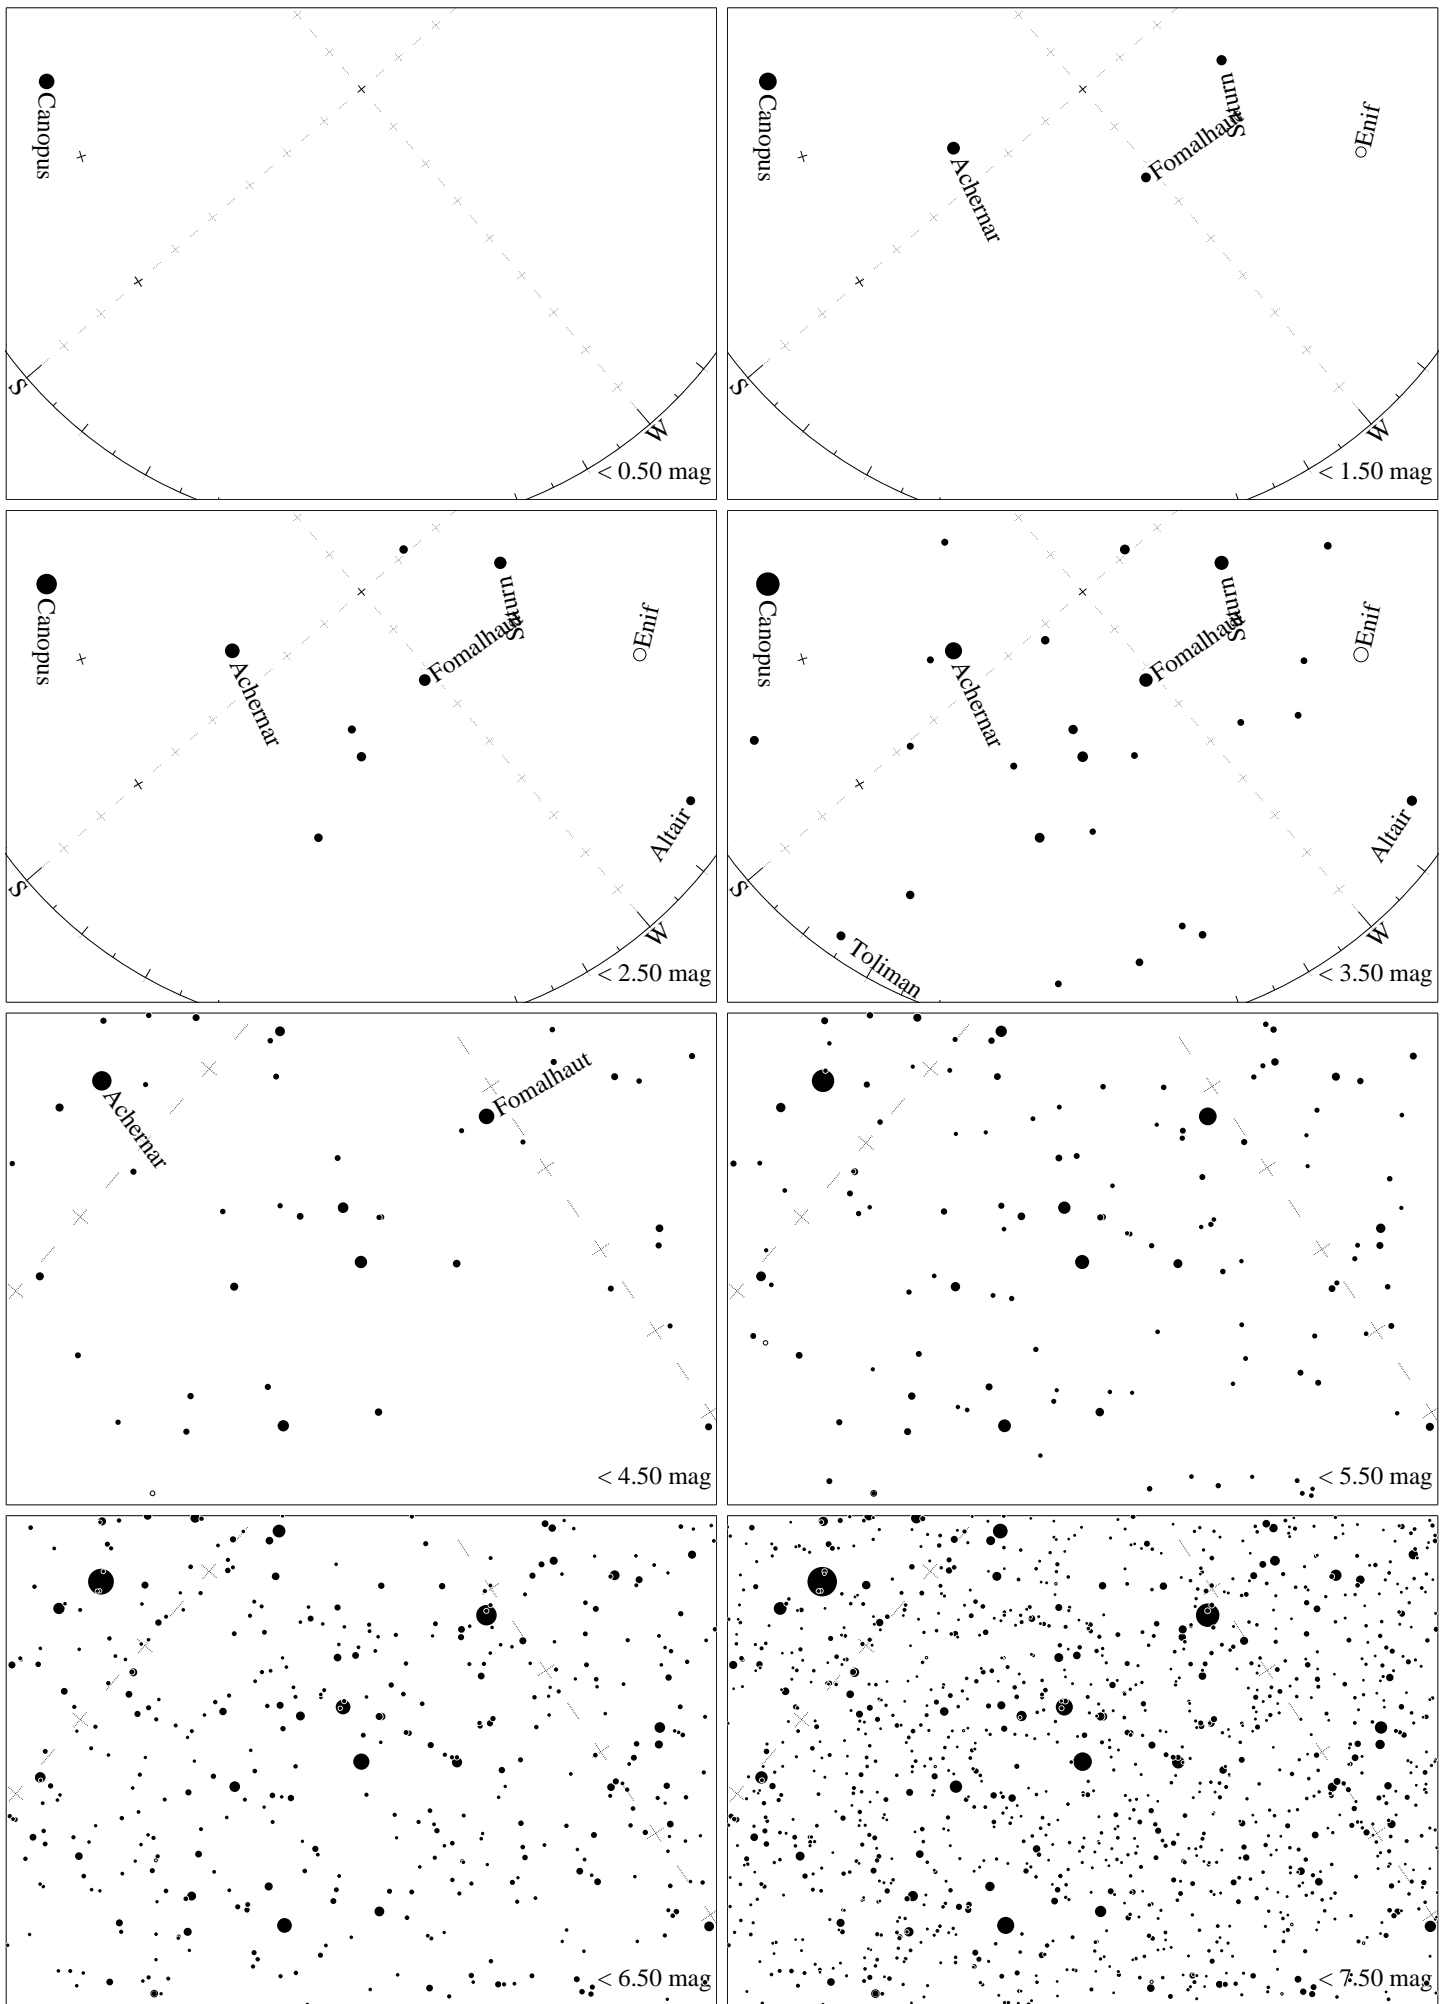 Canopus
S
W
< 0.50 mag
Canopus
Achernar
Fomalhaut
Saturn
Enif
S
W
< 1.50 mag
Canopus
Achernar
Fomalhaut
Saturn
Enif
Altair
S
W
< 2.50 mag
Canopus
Achernar
Fomalhaut
Saturn
Enif
Altair
Toliman
S
W
< 3.50 mag
Achernar
Fomalhaut
< 4.50 mag
< 5.50 mag
< 6.50 mag
< 7.50 mag